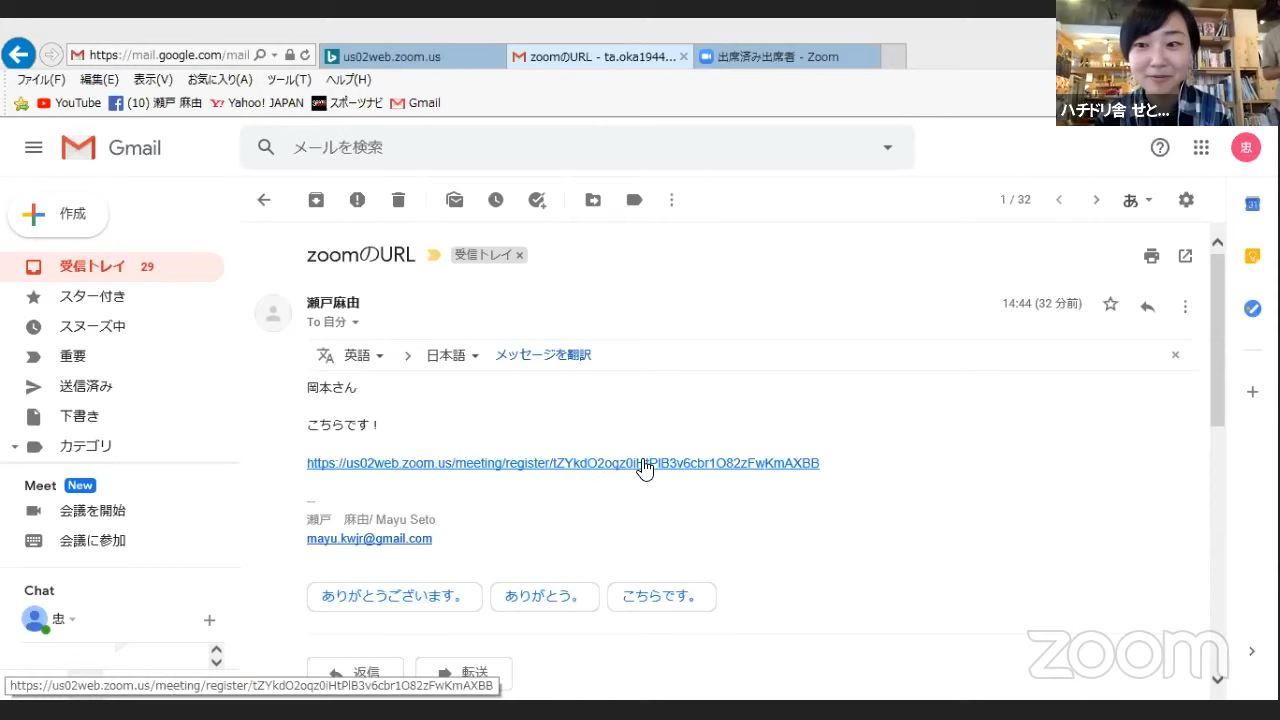 https://mail.google.com/mail
us02web.zoom.us
zoomのURL - ta.oka1944...
出席済み出席者 - Zoom
ファイル(F) 編集(E) 表示(V) お気に入り(A) ツール(T) ヘルプ(H)
YouTube (10) 瀬戸 麻由 Yahoo! JAPAN スポーツナビ Gmail
ハチドリ舎 せと...
Gmail
メールを検索
忠
作成
1 / 32
あ
31
受信トレイ 29
スター付き
スヌーズ中
重要
送信済み
下書き
カテゴリ
Meet New
会議を開始
会議に参加
Chat
忠
zoomのURL 受信トレイ ×
瀬戸麻由
14:44 (32 分前)
To 自分
英語 > 日本語 メッセージを翻訳
岡本さん
こちらです！
https://us02web.zoom.us/meeting/register/tZYkdO2oqz0iHtPlB3v6cbr1O82zFwKmAXBB
--
瀬戸 麻由/ Mayu Seto
mayu.kwjr@gmail.com
ありがとうございます。 ありがとう。 こちらです。
返信 転送
https://us02web.zoom.us/meeting/register/tZYkdO2oqz0iHtPlB3v6cbr1O82zFwKmAXBB
zoom